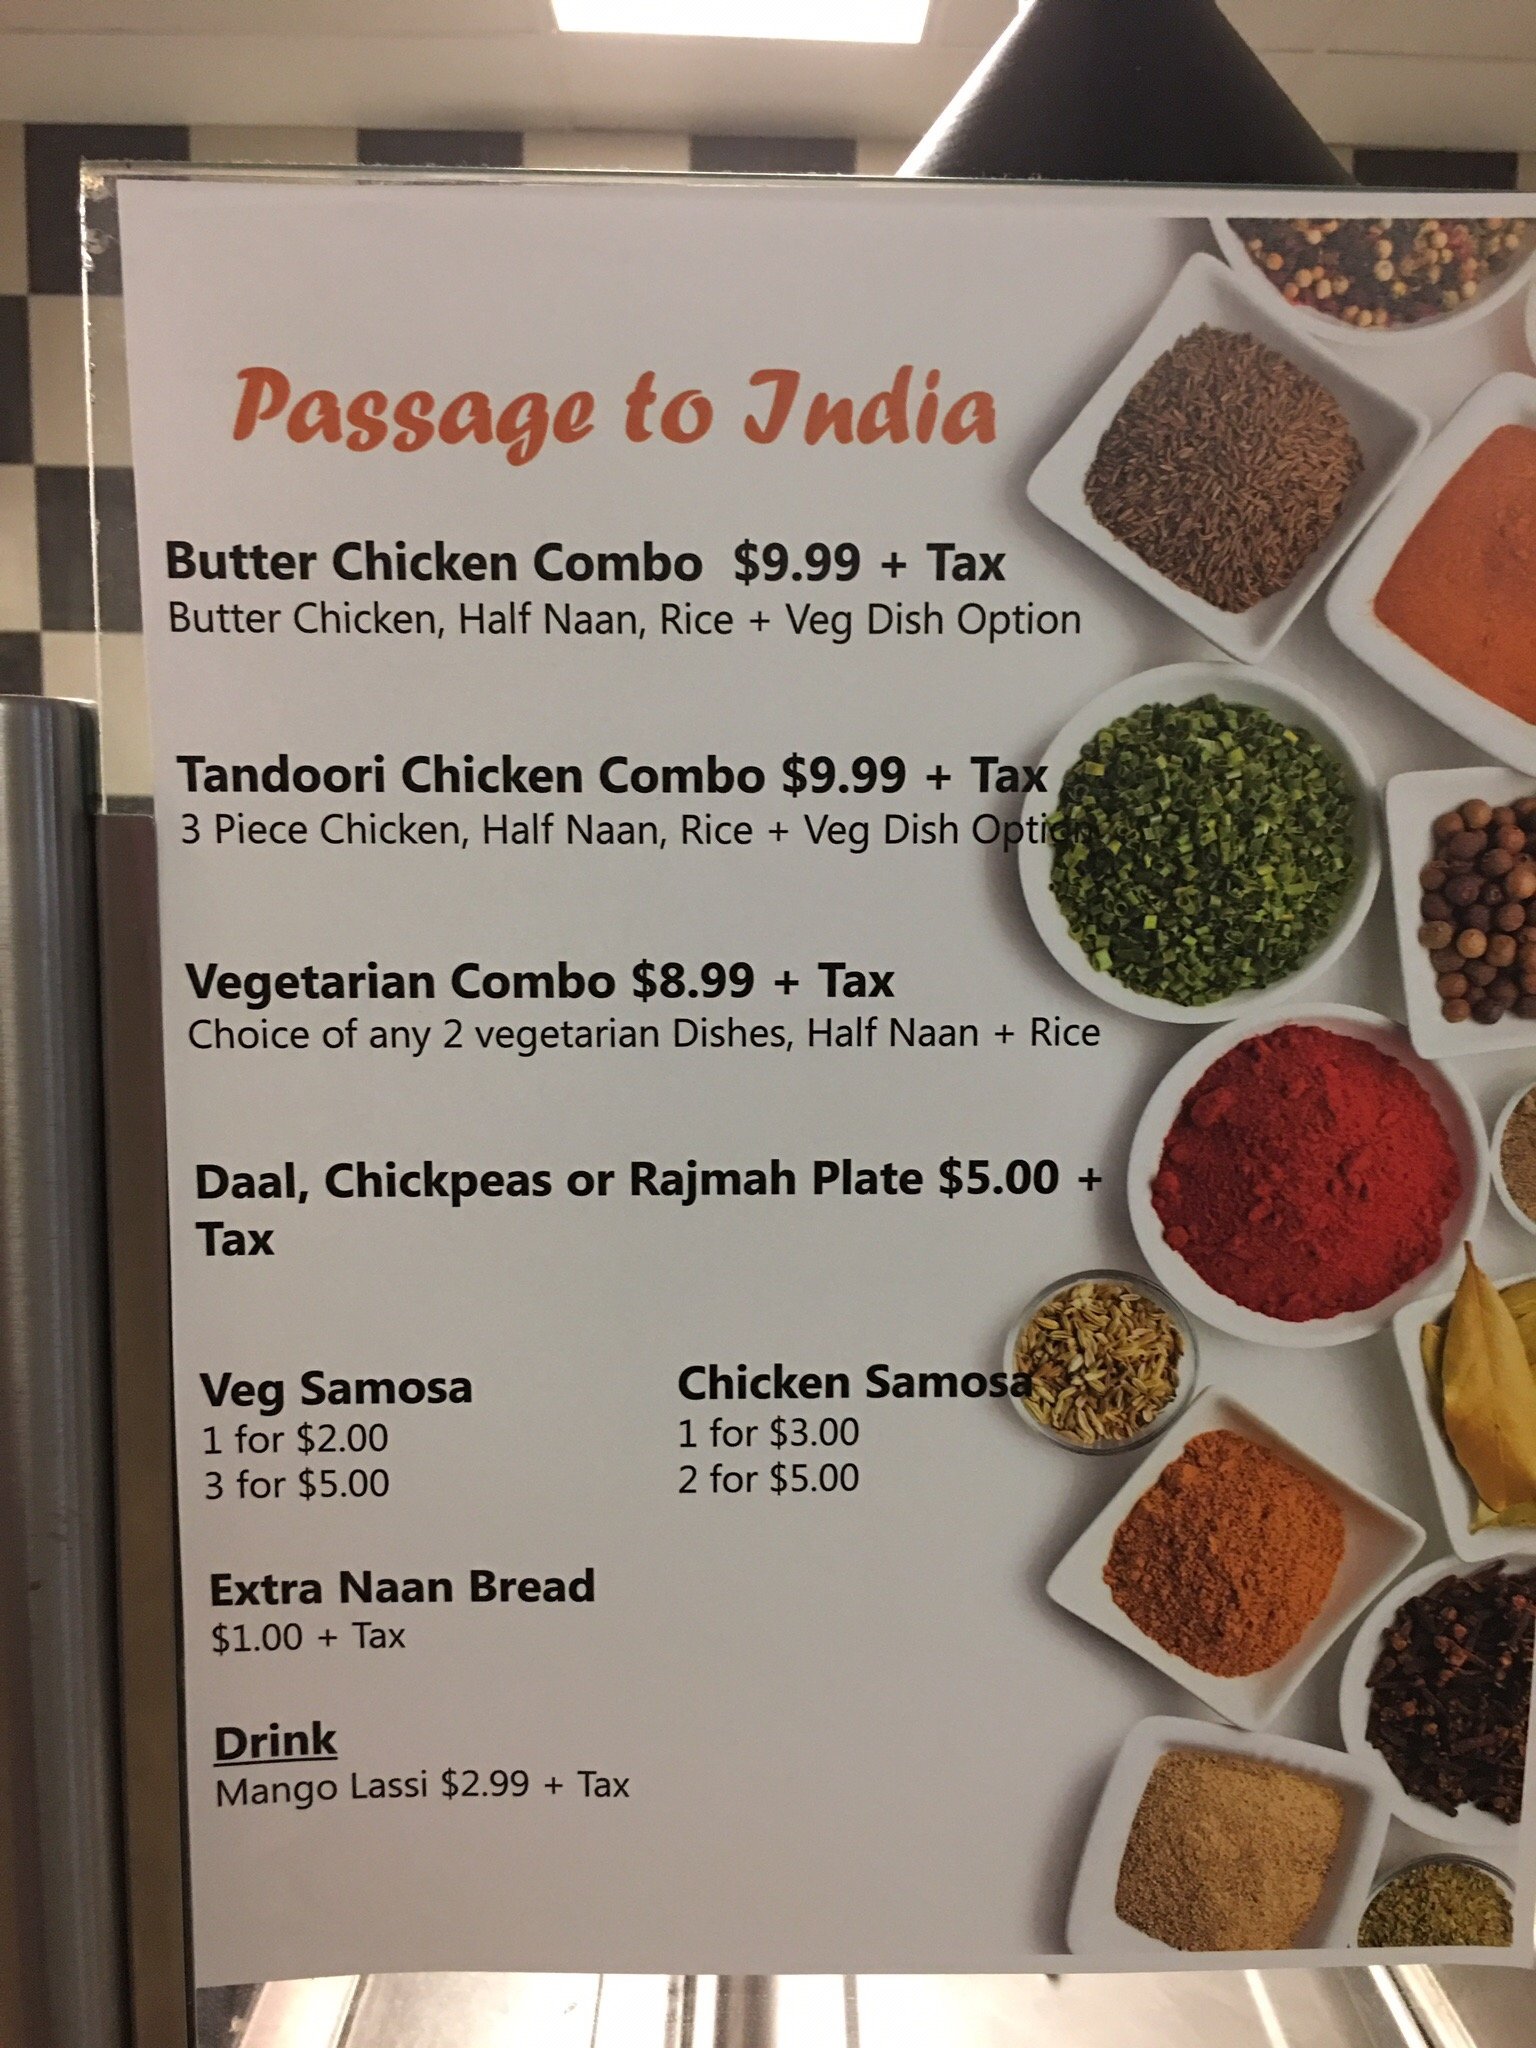 Passage to India
Butter Chicken Combo $9.99 + Tax
Butter Chicken, Half Naan, Rice + Veg Dish Option
Tandoori Chicken Combo $9.99 + Tax
3 Piece Chicken, Half Naan, Rice + Veg Dish Option
Vegetarian Combo $8.99 + Tax
Choice of any 2 vegetarian Dishes, Half Naan + Rice
Daal, Chickpeas or Rajmah Plate $5.00 +
Tax
Veg Samosa
1 for $2.00
3 for $5.00
Chicken Samosa
1 for $3.00
2 for $5.00
Extra Naan Bread
$1.00 + Tax
Drink
Mango Lassi $2.99 + Tax